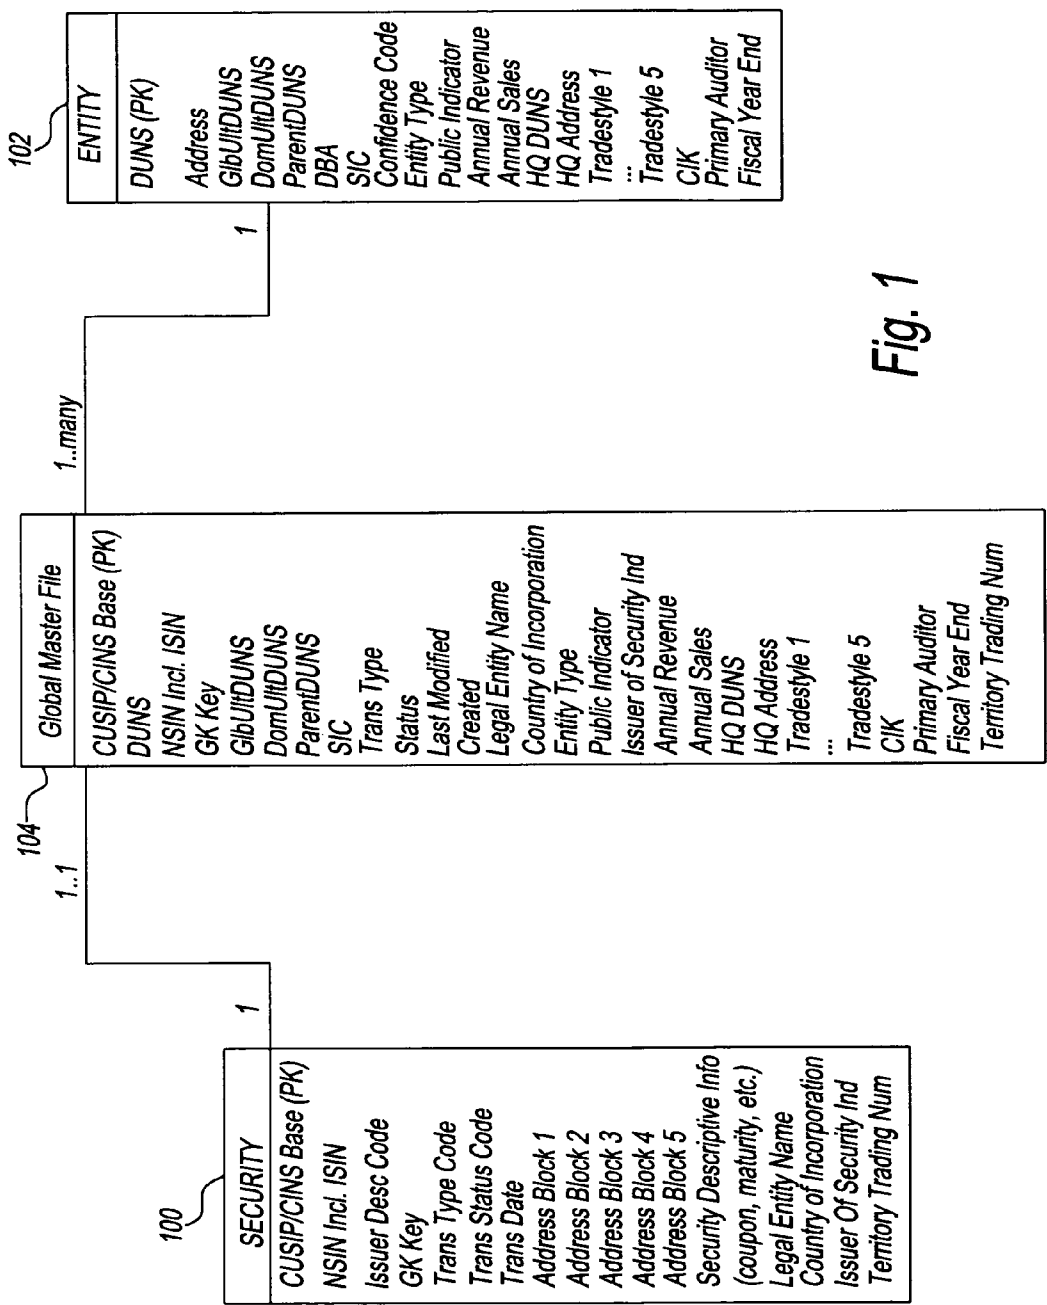 100
SECURITY
CUSIP/CINS Base (PK)
NSIN Incl. ISIN
Issuer Desc Code
GK Key
Trans Type Code
Trans Status Code
Trans Date
Address Block 1
Address Block 2
Address Block 3
Address Block 4
Address Block 5
Security Descriptive Info
(coupon, maturity, etc.)
Legal Entity Name
Country of Incorporation
Issuer Of Security Ind
Territory Trading Num
1
1..1
104
Global Master File
CUSIP/CINS Base (PK)
DUNS
NSIN Incl. ISIN
GK Key
GlbUltDUNS
DomUltDUNS
ParentDUNS
SIC
Trans Type
Status
Last Modified
Created
Legal Entity Name
Country of Incorporation
Entity Type
Public Indicator
Issuer of Security Ind
Annual Revenue
Annual Sales
HQ DUNS
HQ Address
Tradestyle 1
...
Tradestyle 5
CIK
Primary Auditor
Fiscal Year End
Territory Trading Num
1..many
1
102
ENTITY
DUNS (PK)
Address
GlbUltDUNS
DomUltDUNS
ParentDUNS
DBA
SIC
Confidence Code
Entity Type
Public Indicator
Annual Revenue
Annual Sales
HQ DUNS
HQ Address
Tradestyle 1
...
Tradestyle 5
CIK
Primary Auditor
Fiscal Year End
Fig. 1